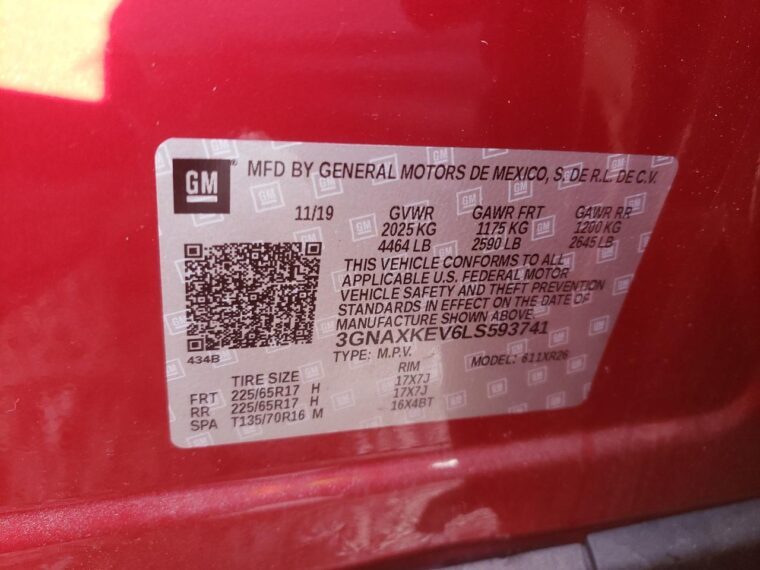 GM MFD BY GENERAL MOTORS DE MEXICO, S. DE R.L. DE C.V.
11/19 GVWR GAWR FRT GAWR RR
2025 KG 1175 KG 1200 KG
4464 LB 2590 LB 2645 LB
THIS VEHICLE CONFORMS TO ALL
APPLICABLE U.S. FEDERAL MOTOR
VEHICLE SAFETY AND THEFT PREVENTION
STANDARDS IN EFFECT ON THE DATE OF
MANUFACTURE SHOWN ABOVE.
3GNAXKEV6LS593741
434B
TYPE: M.P.V. MODEL: 611XR26
TIRE SIZE RIM
FRT 225/65R17 H 17X7J
RR 225/65R17 H 17X7J
SPA T135/70R16 M 16X4BT